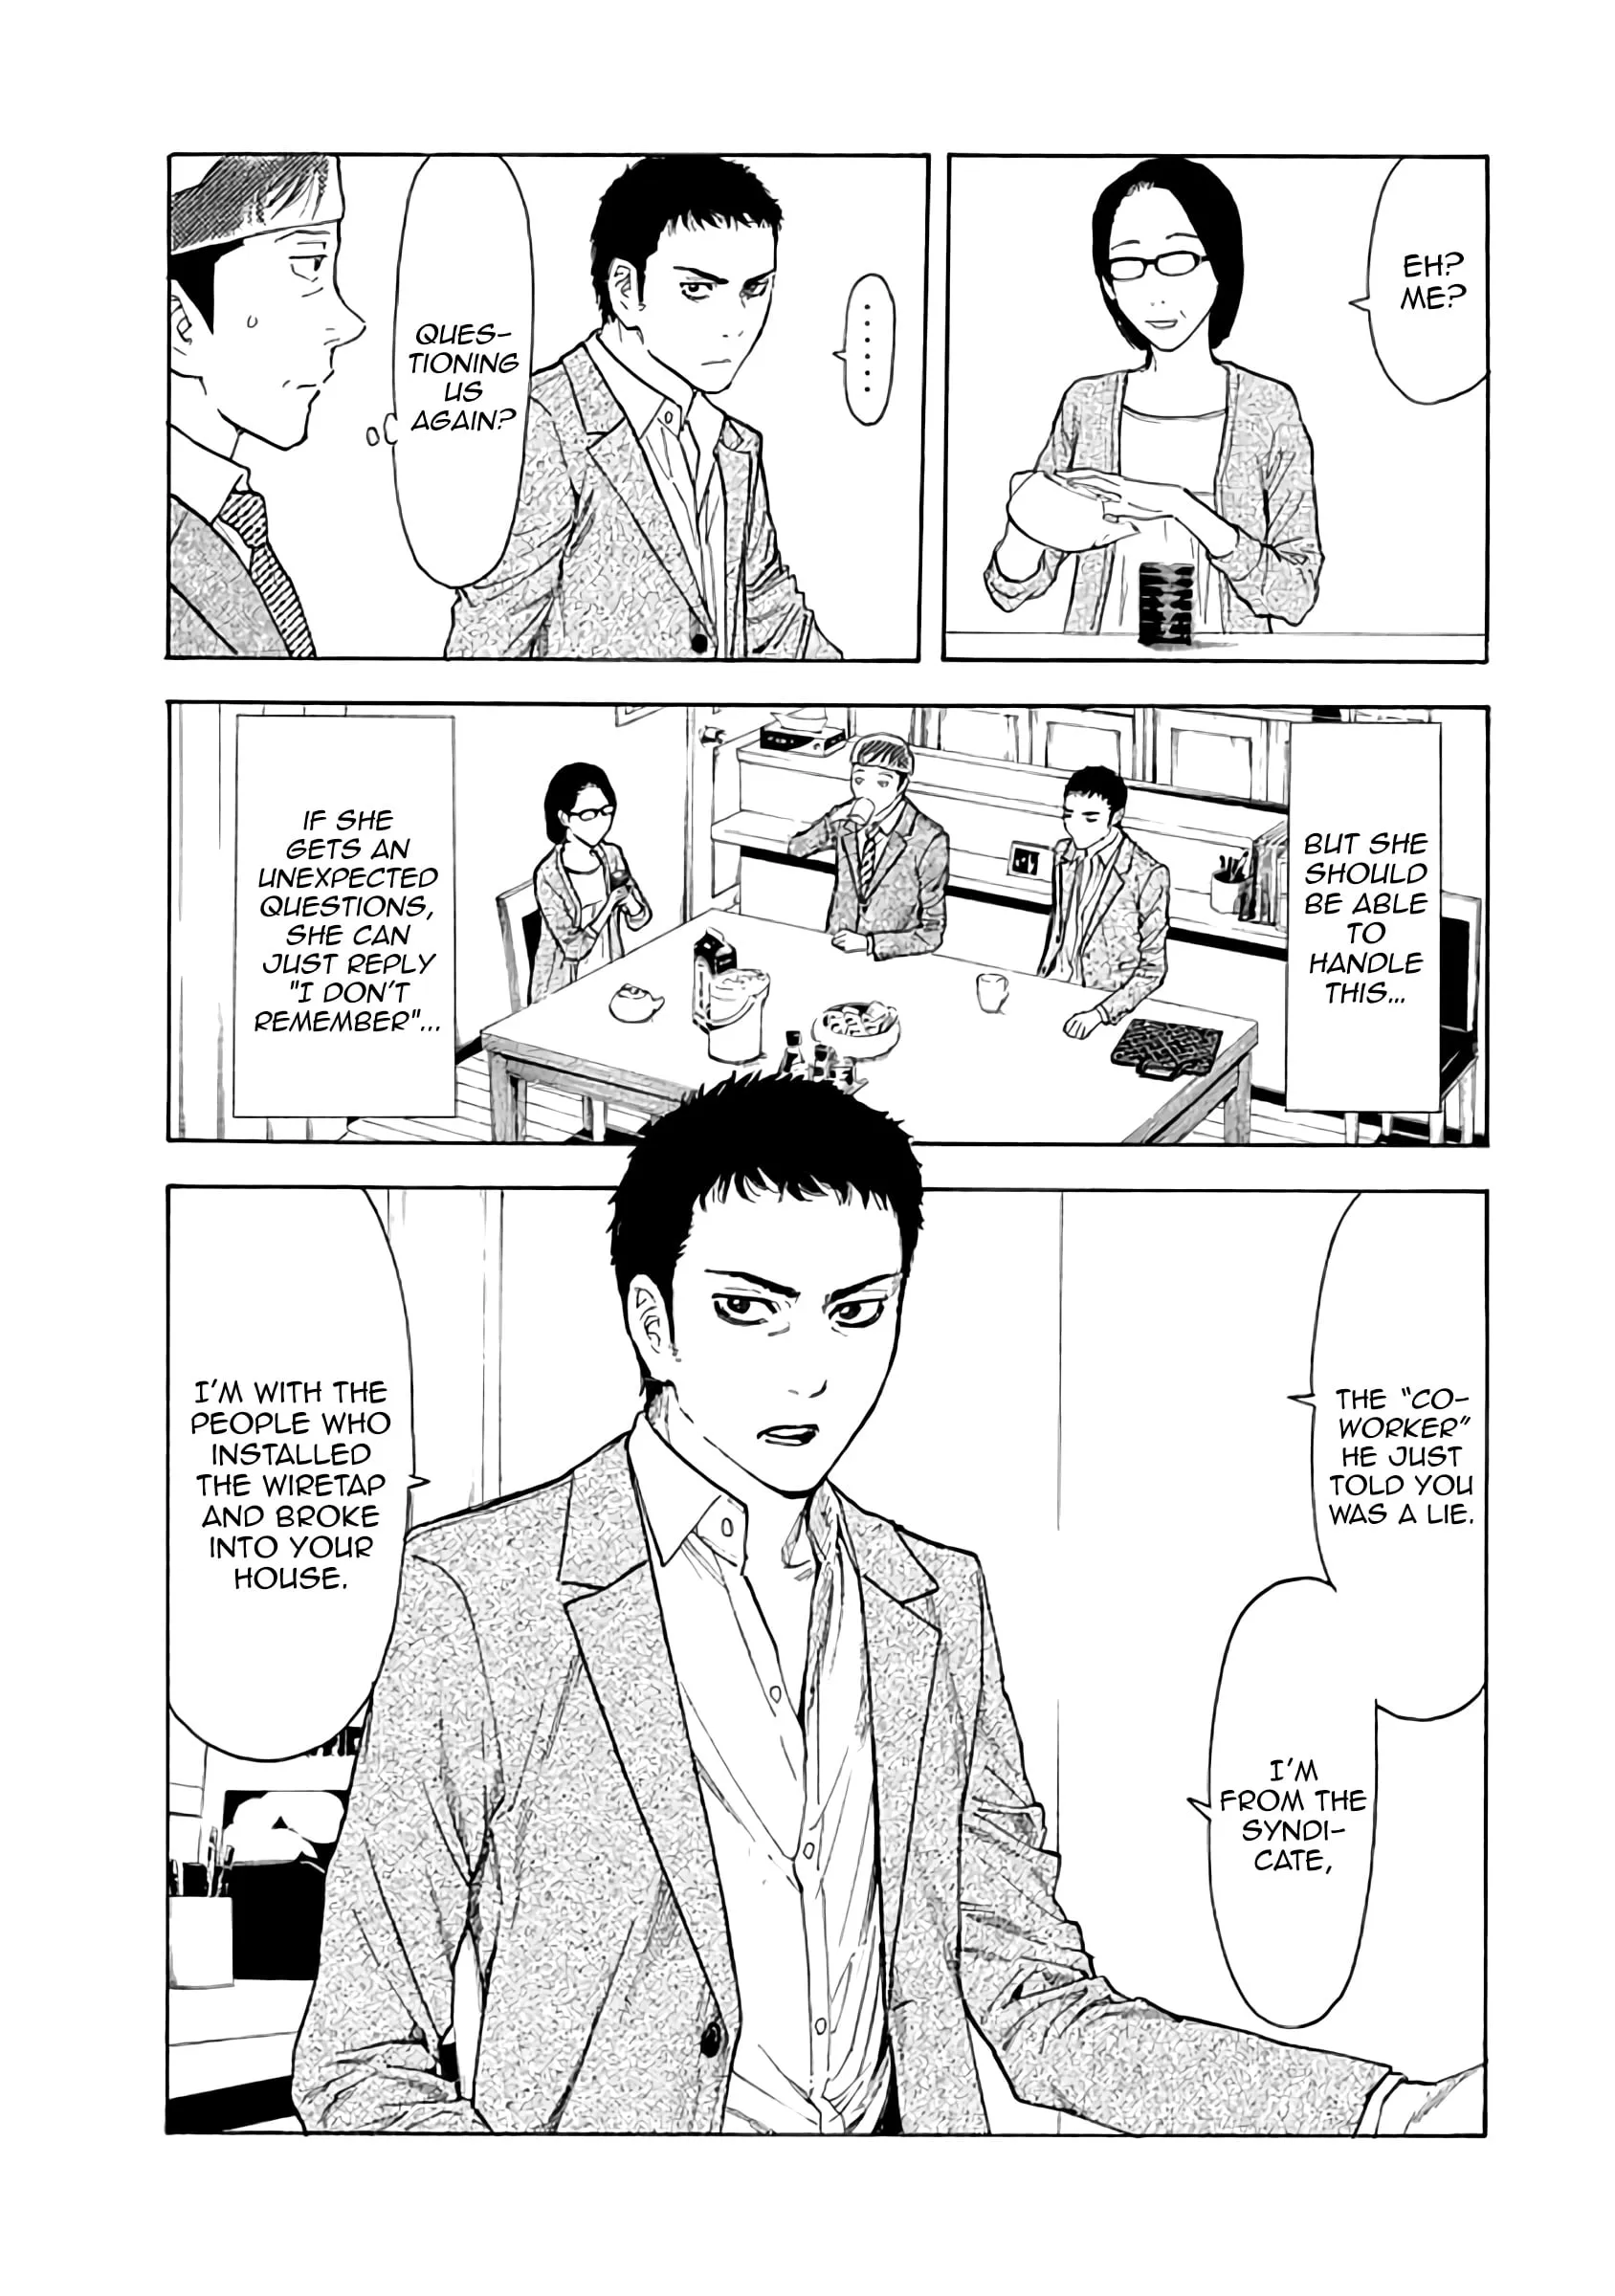 EH?
ME?
......
QUES-
TIONING
US
AGAIN?
BUT SHE
SHOULD
BE ABLE
TO
HANDLE
THIS...
IF SHE
GETS AN
UNEXPECTED
QUESTIONS,
SHE CAN
JUST REPLY
"I DON'T
REMEMBER"...
THE "CO-
WORKER"
HE JUST
TOLD YOU
WAS A LIE.
I'M
FROM THE
SYNDI-
CATE,
I'M WITH THE
PEOPLE WHO
INSTALLED
THE WIRETAP
AND BROKE
INTO YOUR
HOUSE.